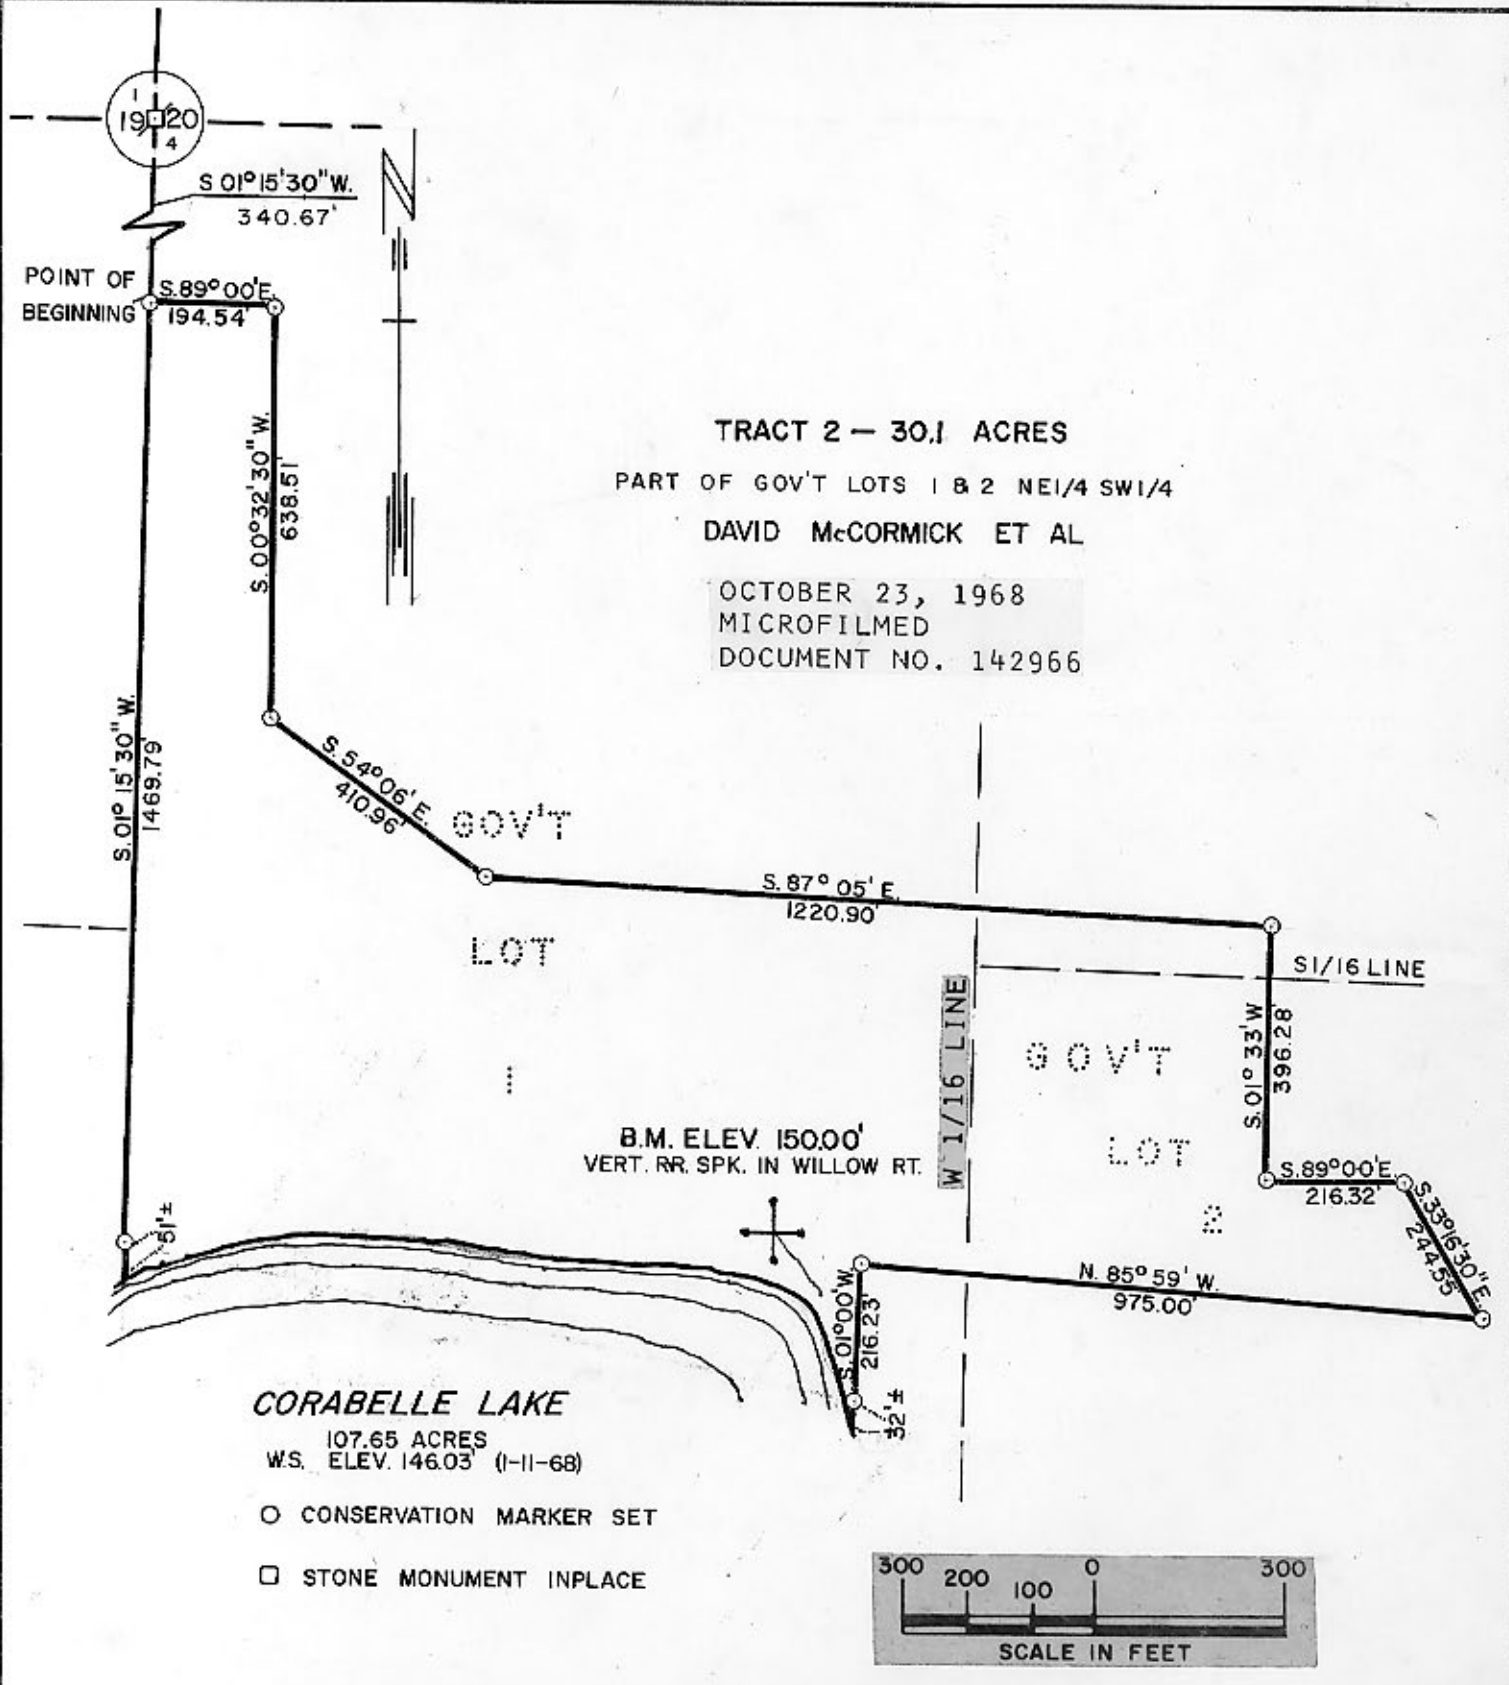 1
19 20
4
S 01° 15' 30" W.
340.67'
N
POINT OF
BEGINNING
S. 89° 00' E.
194.54'
S. 00° 32' 30" W.
638.51'
TRACT 2 — 30.1 ACRES
PART OF GOV'T LOTS 1 & 2 NE1/4 SW1/4
DAVID McCORMICK ET AL
OCTOBER 23, 1968
MICROFILMED
DOCUMENT NO. 142966
S. 01° 15' 30" W.
1469.79'
S. 54° 06' E.
410.96'
GOV'T
LOT
1
S. 87° 05' E.
1220.90'
S1/16 LINE
W 1/16 LINE
GOV'T
LOT
2
S. 01° 33' W
396.28'
B.M. ELEV. 150.00'
VERT. RR. SPK. IN WILLOW RT.
S. 89° 00' E.
216.32'
S. 33° 16' 30" E.
244.55'
51' ±
N. 85° 59' W.
975.00'
S. 01° 00' W.
216.23'
32' ±
CORABELLE LAKE
107.65 ACRES
W.S. ELEV. 146.03' (1-11-68)
CONSERVATION MARKER SET
STONE MONUMENT INPLACE
300 200 100 0 300
SCALE IN FEET